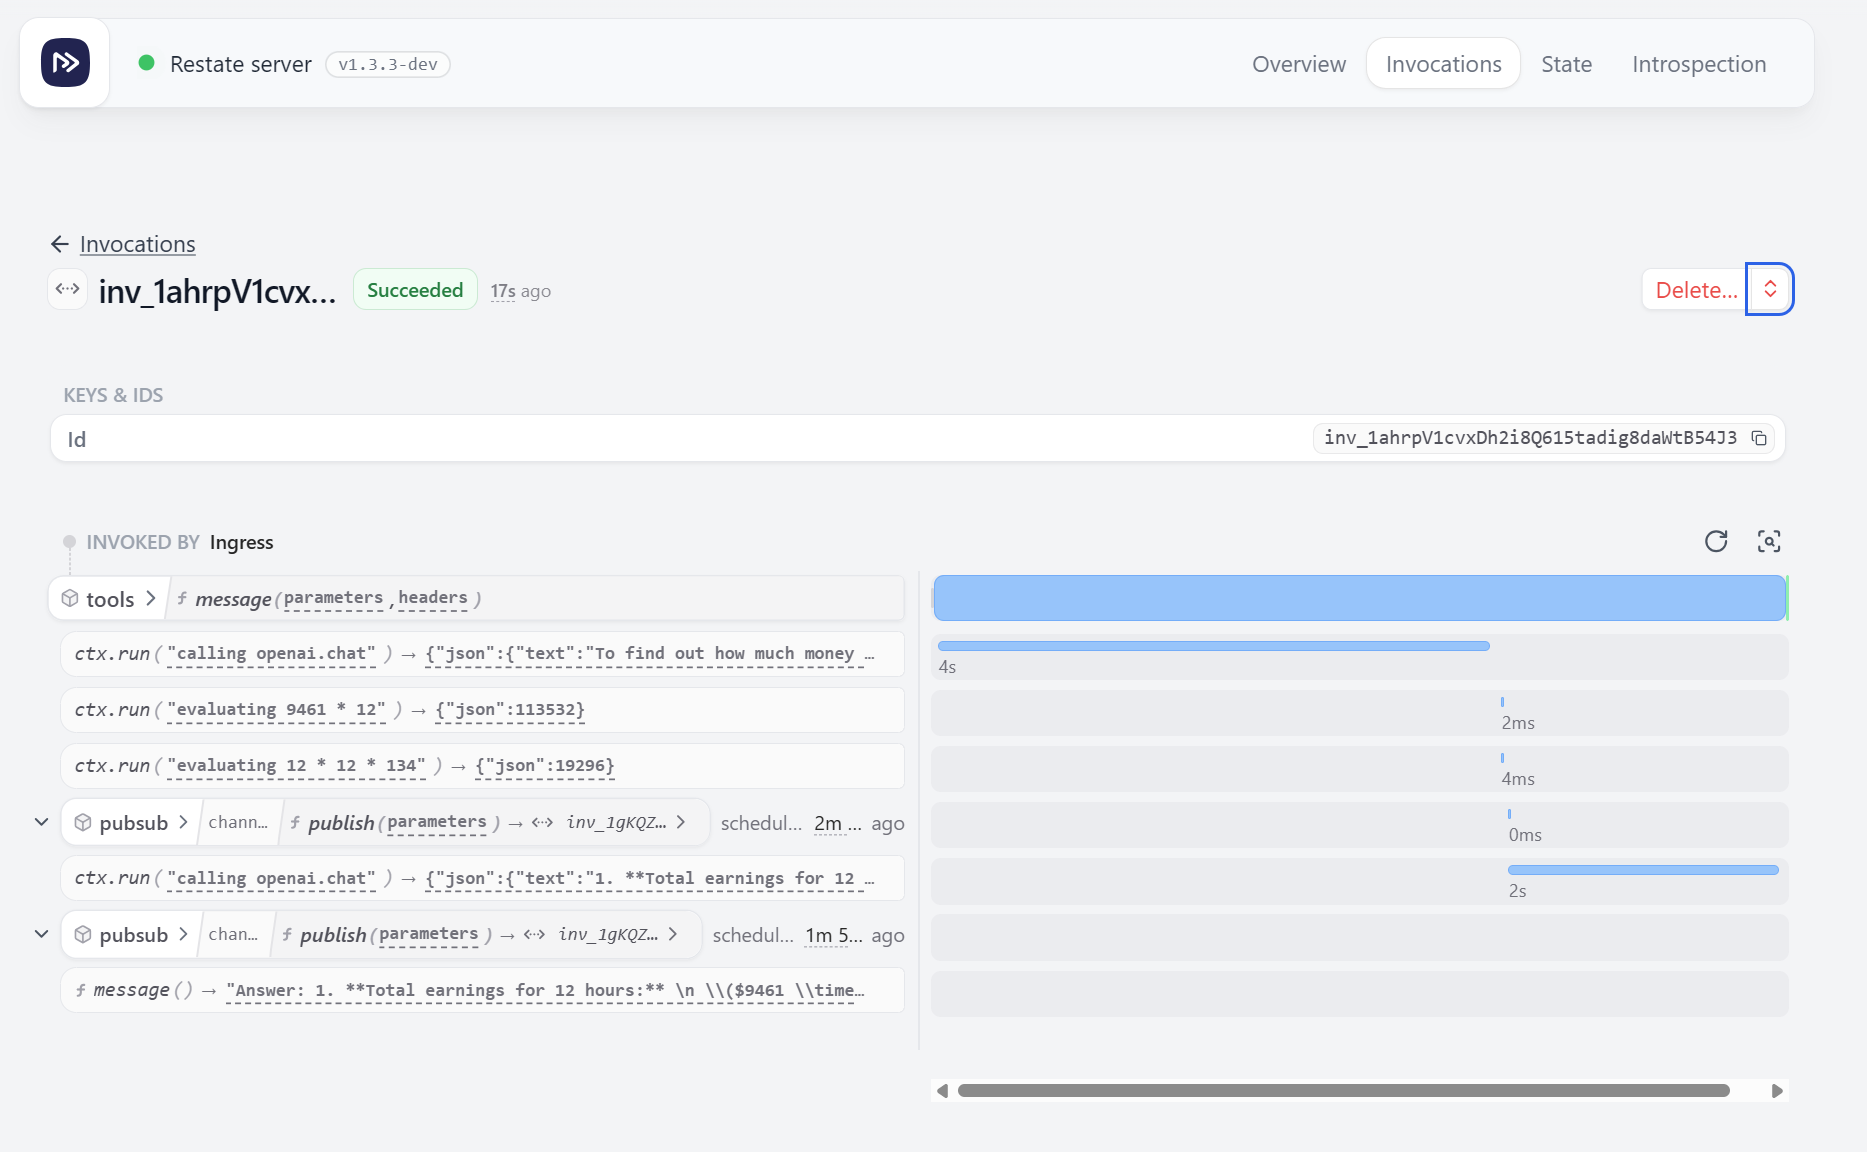 Restate server v1.3.3-dev Overview Invocations State Introspection
Invocations
inv_1ahrpV1cvx... Succeeded 17s ago Delete...
KEYS & IDS
Id inv_1ahrpV1cvxDh2i8Q615tadig8daWtB54J3
INVOKED BY Ingress
tools > f message(parameters,headers)
ctx.run("calling openai.chat") → {"json":{"text":"To find out how much money … 4s
ctx.run("evaluating 9461 * 12") → {"json":113532} 2ms
ctx.run("evaluating 12 * 12 * 134") → {"json":19296} 4ms
pubsub > chann… f publish(parameters) → inv_1gKQZ… > schedul… 2m … ago 0ms
ctx.run("calling openai.chat") → {"json":{"text":"1. **Total earnings for 12 … 2s
pubsub > chan… f publish(parameters) → inv_1gKQZ… > schedul… 1m 5… ago
f message() → "Answer: 1. **Total earnings for 12 hours:** \n \\($9461 \\time…